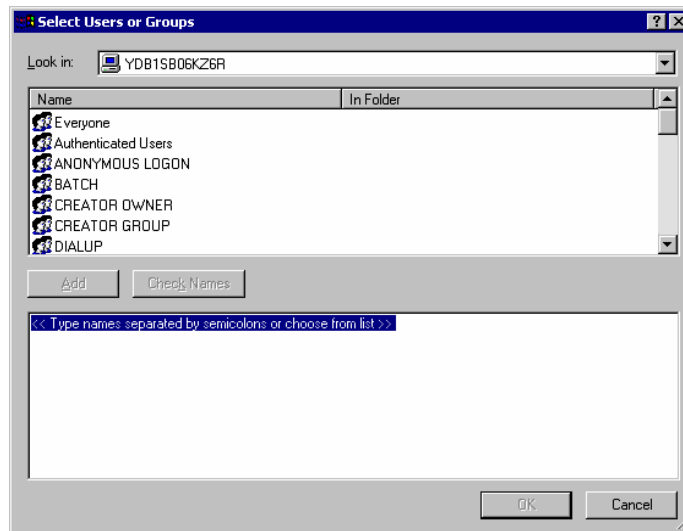 Select Users or Groups
Look in: YDB1SB06KZ6R
Name In Folder
Everyone
Authenticated Users
ANONYMOUS LOGON
BATCH
CREATOR OWNER
CREATOR GROUP
DIALUP
Add Check Names
<< Type names separated by semicolons or choose from list >>
OK Cancel